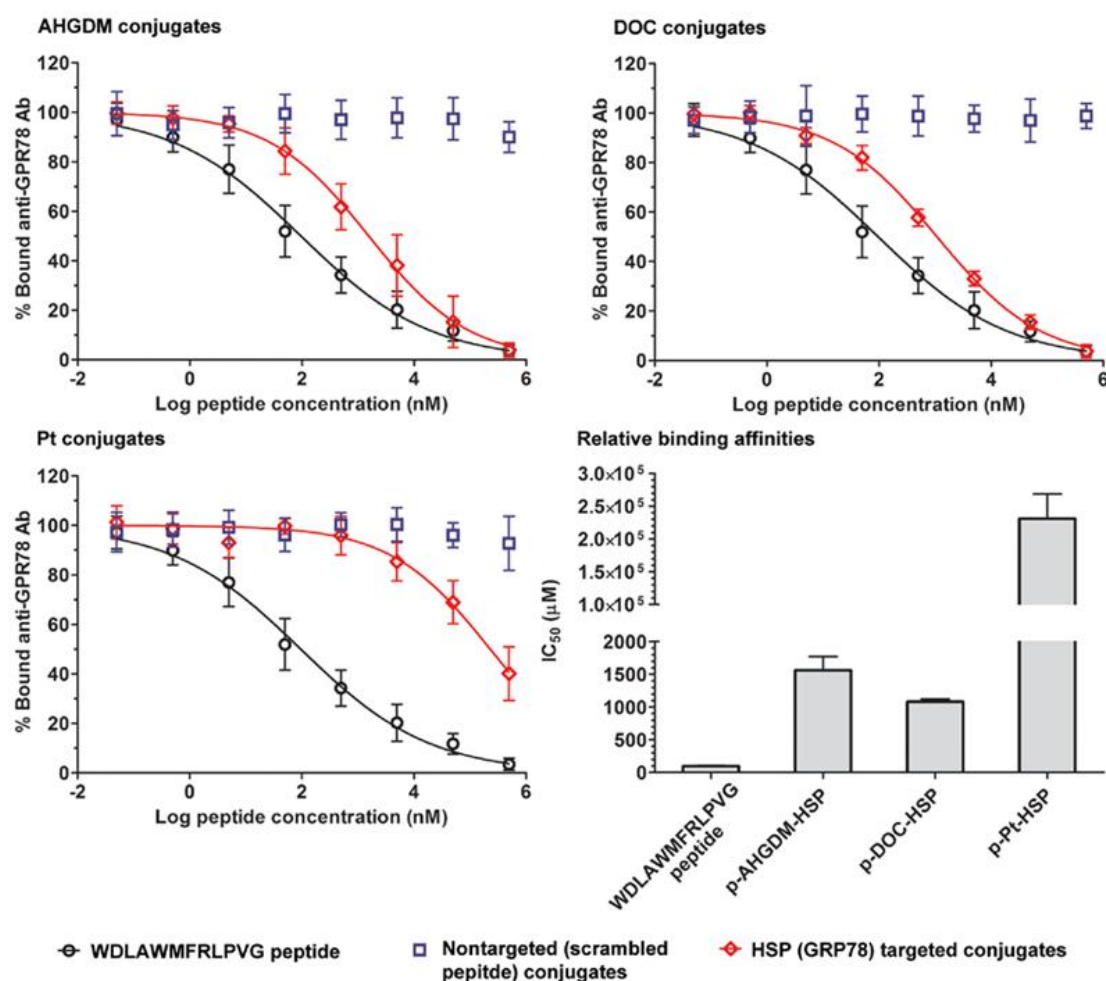 AHGDM conjugates
120
100
80
60
40
20
0
% Bound anti-GPR78 Ab
-2
0
2
4
6
Log peptide concentration (nM)
DOC conjugates
120
100
80
60
40
20
0
% Bound anti-GPR78 Ab
-2
0
2
4
6
Log peptide concentration (nM)
Pt conjugates
120
100
80
60
40
20
0
% Bound anti-GPR78 Ab
-2
0
2
4
6
Log peptide concentration (nM)
Relative binding affinities
3.0×10⁵
2.5×10⁵
2.0×10⁵
1.5×10⁵
1.0×10⁵
2000
1500
1000
500
0
IC₅₀ (µM)
WDLAWMFRLPVG
peptide
p-AHGDM-HSP
p-DOC-HSP
p-Pt-HSP
WDLAWMFRLPVG peptide
Nontargeted (scrambled
pepitde) conjugates
HSP (GRP78) targeted conjugates